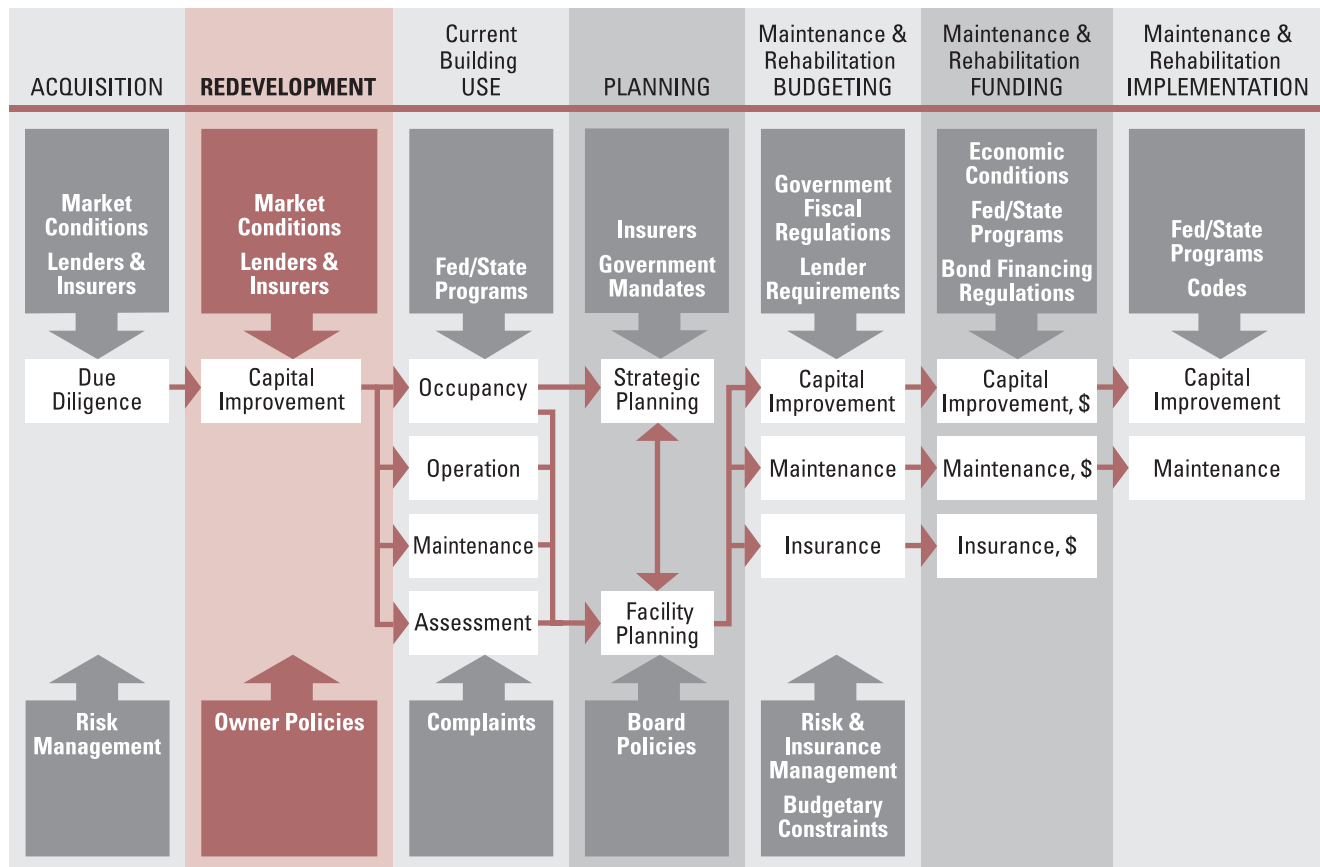 ACQUISITION
REDEVELOPMENT
Current
Building
USE
PLANNING
Maintenance &
Rehabilitation
BUDGETING
Maintenance &
Rehabilitation
FUNDING
Maintenance &
Rehabilitation
IMPLEMENTATION
Market
Conditions
Lenders &
Insurers
Market
Conditions
Lenders &
Insurers
Fed/State
Programs
Insurers
Government
Mandates
Government
Fiscal
Regulations
Lender
Requirements
Economic
Conditions
Fed/State
Programs
Bond Financing
Regulations
Fed/State
Programs
Codes
Due
Diligence
Capital
Improvement
Occupancy
Operation
Maintenance
Assessment
Strategic
Planning
Facility
Planning
Capital
Improvement
Maintenance
Insurance
Capital
Improvement, $
Maintenance, $
Insurance, $
Capital
Improvement
Maintenance
Risk
Management
Owner Policies
Complaints
Board
Policies
Risk &
Insurance
Management
Budgetary
Constraints